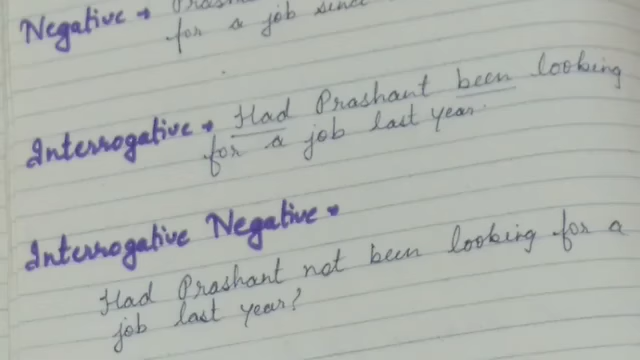 Negative →
for a job since
Interrogative → Had Prashant been looking
for a job last year.
Interrogative Negative →
Had Prashant not been looking for a
job last year?